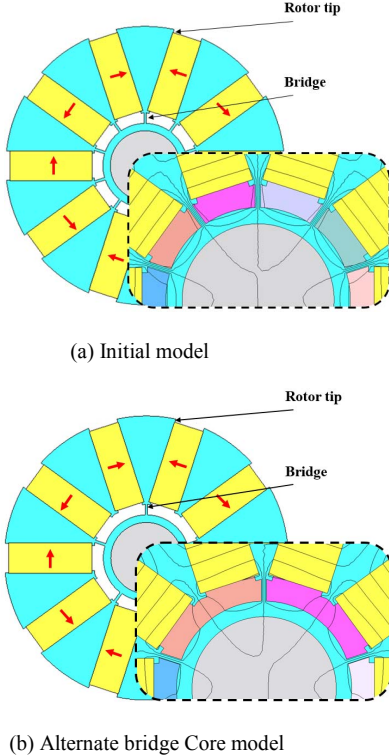 Rotor tip
Bridge
(a) Initial model
Rotor tip
Bridge
(b) Alternate bridge Core model